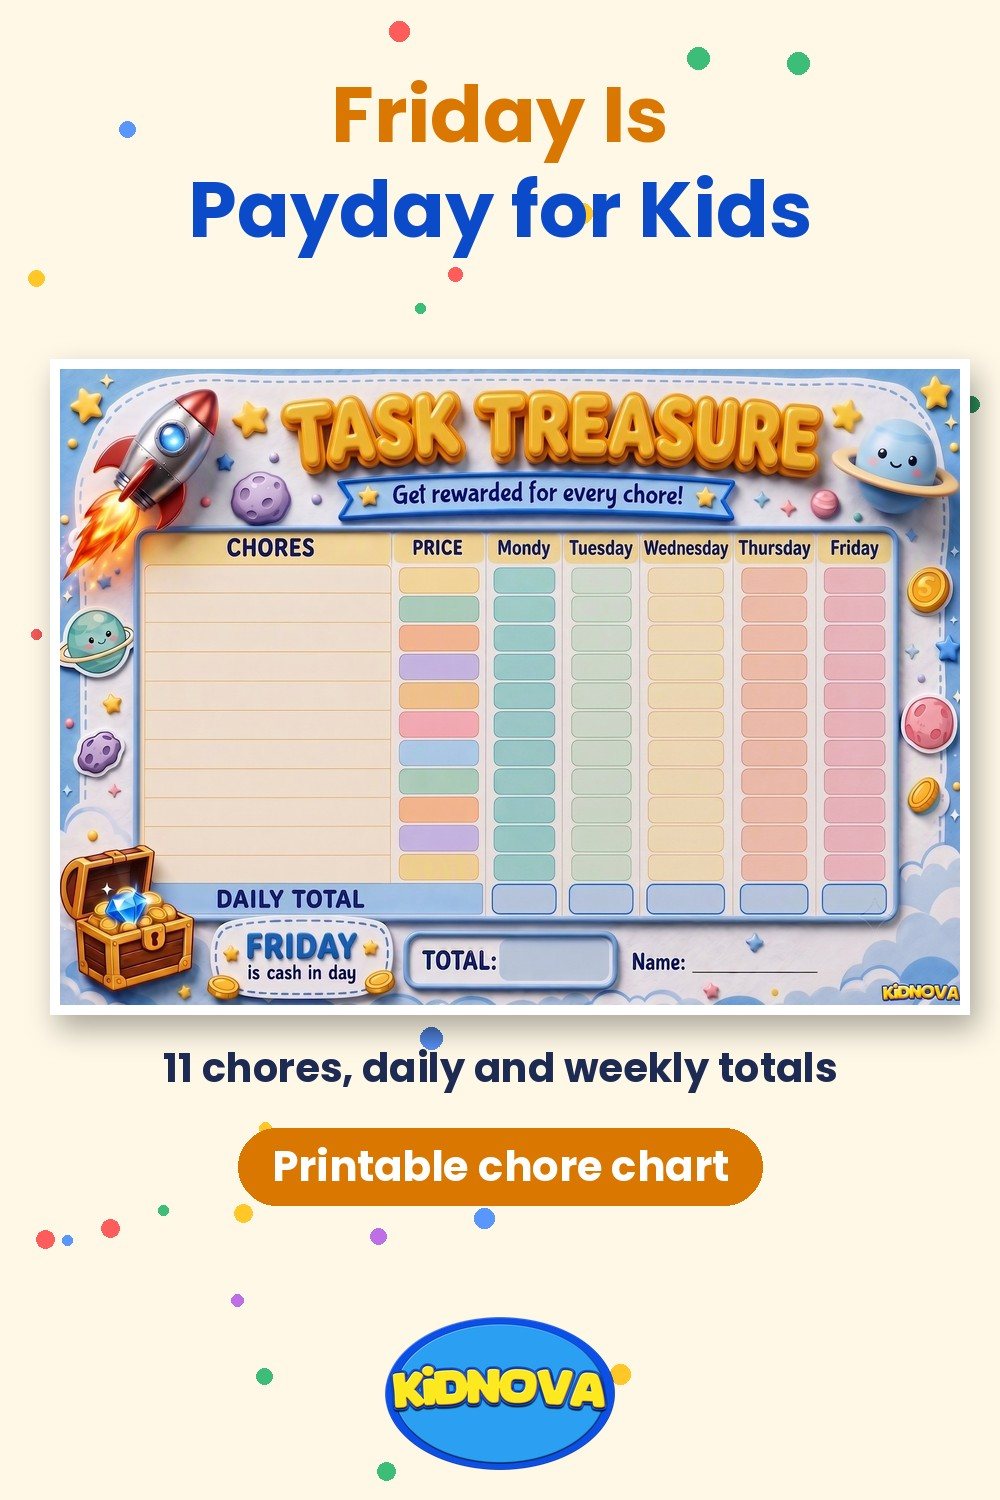 Friday Is
Payday for Kids
TASK TREASURE
Get rewarded for every chore!
CHORES PRICE Mondy Tuesday Wednesday Thursday Friday
DAILY TOTAL
FRIDAY
is cash in day
TOTAL:
Name: ____________
KiDNOVA
11 chores, daily and weekly totals
Printable chore chart
KiDNOVA